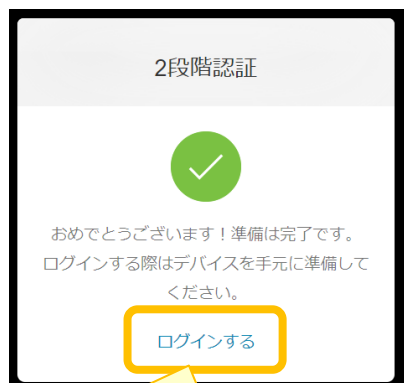 2段階認証
おめでとうございます！準備は完了です。
ログインする際はデバイスを手元に準備して
ください。
ログインする